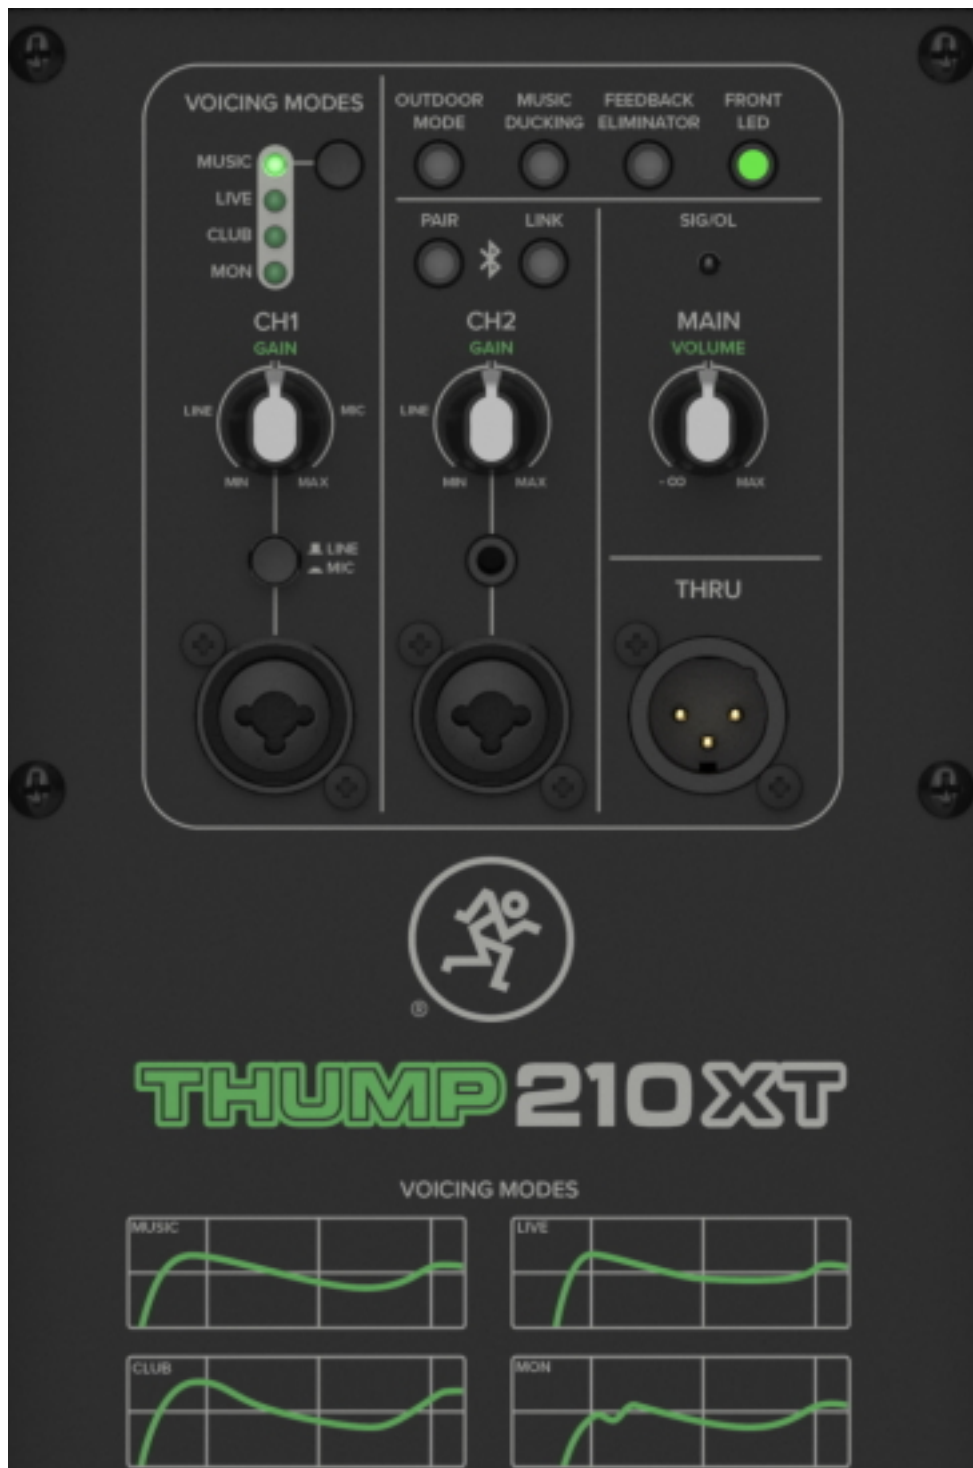 VOICING MODES
MUSIC
LIVE
CLUB
MON
OUTDOOR
MODE
MUSIC
DUCKING
FEEDBACK
ELIMINATOR
FRONT
LED
PAIR
LINK
SIG/OL
CH1
GAIN
LINE
MIC
MIN
MAX
LINE
MIC
CH2
GAIN
LINE
MIN
MAX
MAIN
VOLUME
- ∞
MAX
THRU
®
THUMP 210XT
VOICING MODES
MUSIC
LIVE
CLUB
MON